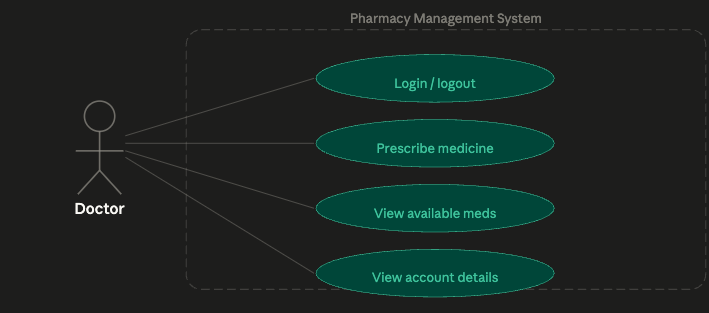 Pharmacy Management System
Login / logout
Prescribe medicine
Doctor
View available meds
View account details